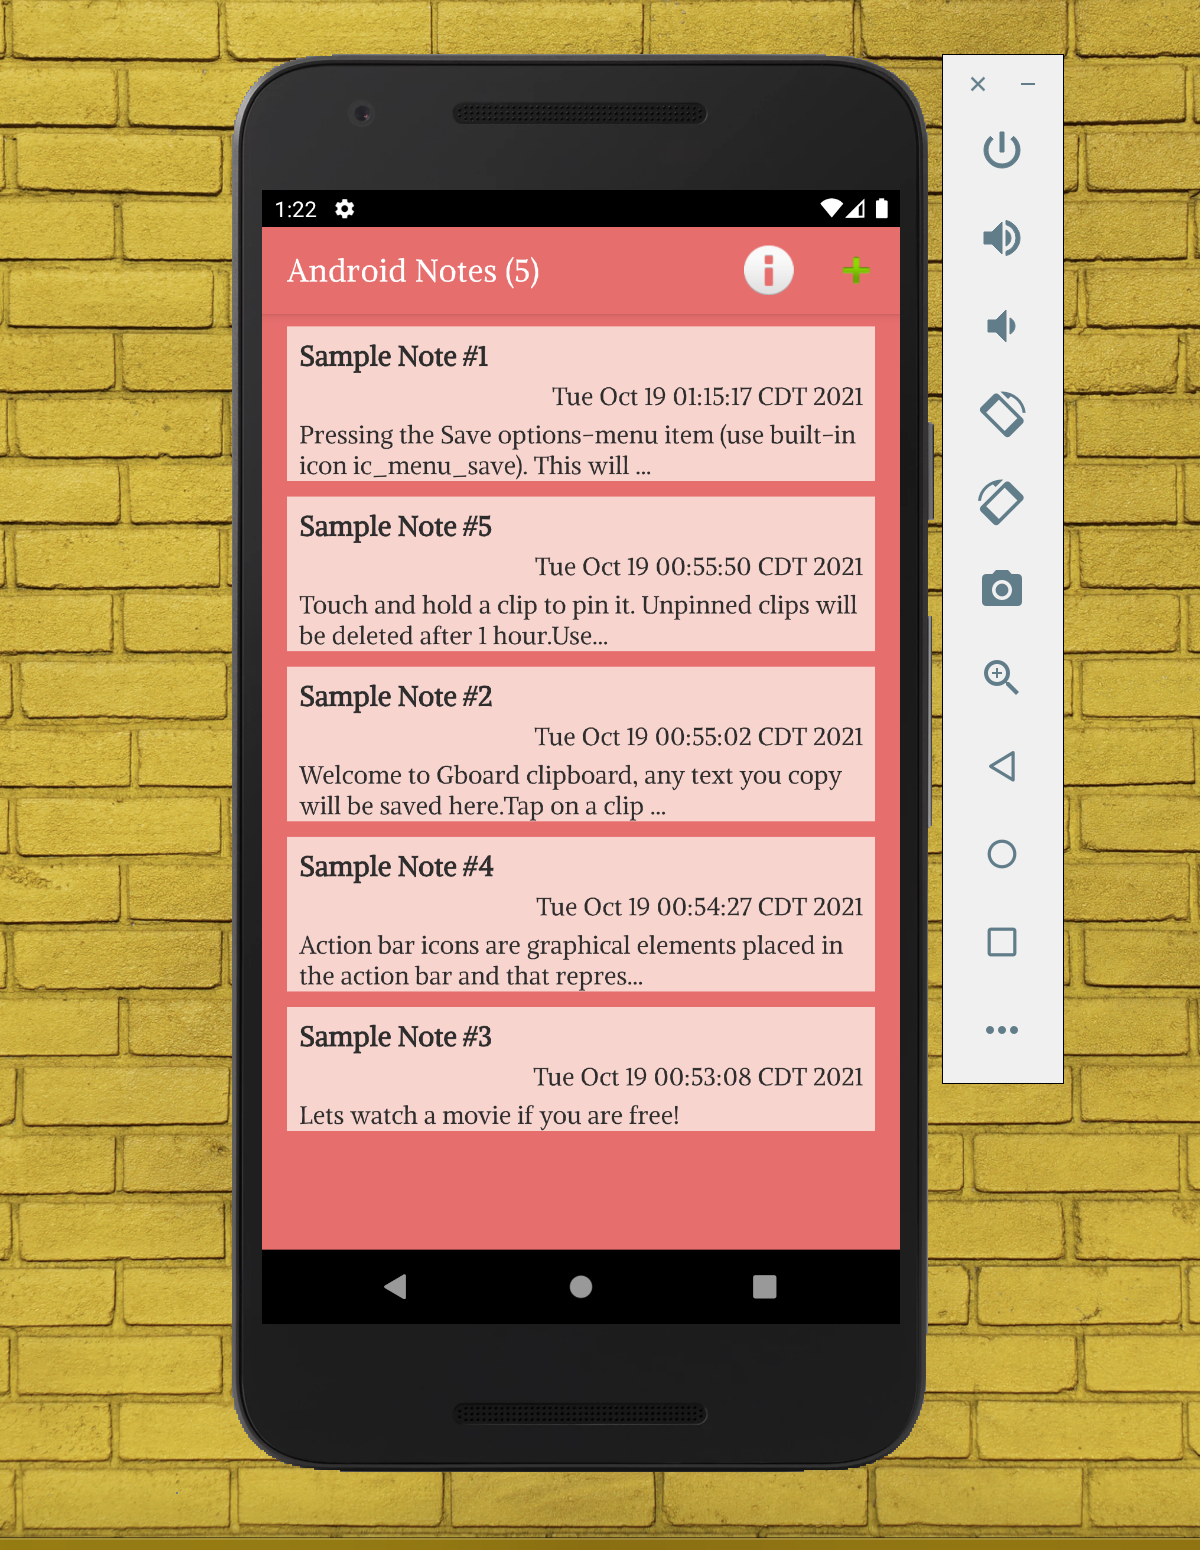 1:22
Android Notes (5)
Sample Note #1
Tue Oct 19 01:15:17 CDT 2021
Pressing the Save options-menu item (use built-in
icon ic_menu_save). This will ...
Sample Note #5
Tue Oct 19 00:55:50 CDT 2021
Touch and hold a clip to pin it. Unpinned clips will
be deleted after 1 hour.Use...
Sample Note #2
Tue Oct 19 00:55:02 CDT 2021
Welcome to Gboard clipboard, any text you copy
will be saved here.Tap on a clip ...
Sample Note #4
Tue Oct 19 00:54:27 CDT 2021
Action bar icons are graphical elements placed in
the action bar and that repres...
Sample Note #3
Tue Oct 19 00:53:08 CDT 2021
Lets watch a movie if you are free!